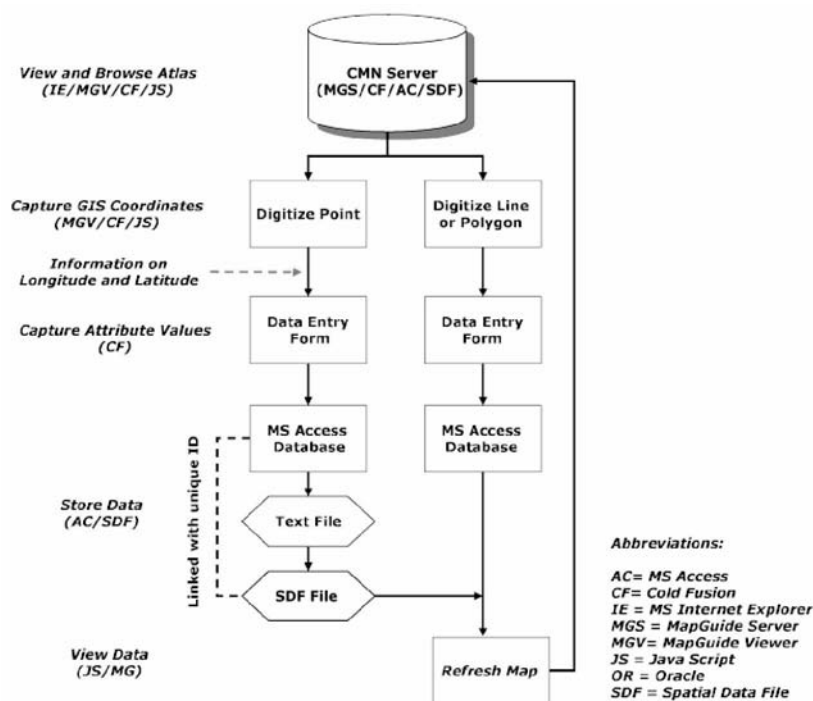 View and Browse Atlas
(IE/MGV/CF/JS)
CMN Server
(MGS/CF/AC/SDF)
Capture GIS Coordinates
(MGV/CF/JS)
Digitize Point
Digitize Line
or Polygon
Information on
Longitude and Latitude
Capture Attribute Values
(CF)
Data Entry
Form
Data Entry
Form
MS Access
Database
MS Access
Database
Linked with unique ID
Store Data
(AC/SDF)
Text File
SDF File
View Data
(JS/MG)
Refresh Map
Abbreviations:
AC= MS Access
CF= Cold Fusion
IE = MS Internet Explorer
MGS = MapGuide Server
MGV= MapGuide Viewer
JS = Java Script
OR = Oracle
SDF = Spatial Data File